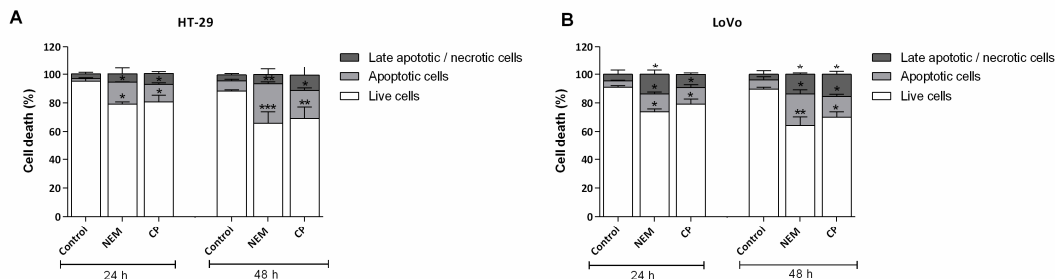 A
HT-29
Cell death (%)
120
100
80
60
40
20
0
*
*
*
*
**
***
*
**
Control
NEM
CP
Control
NEM
CP
24 h
48 h
Late apototic / necrotic cells
Apoptotic cells
Live cells
B
LoVo
Cell death (%)
120
100
80
60
40
20
0
*
*
*
*
*
*
*
**
*
*
*
Control
NEM
CP
Control
NEM
CP
24 h
48 h
Late apototic / necrotic cells
Apoptotic cells
Live cells